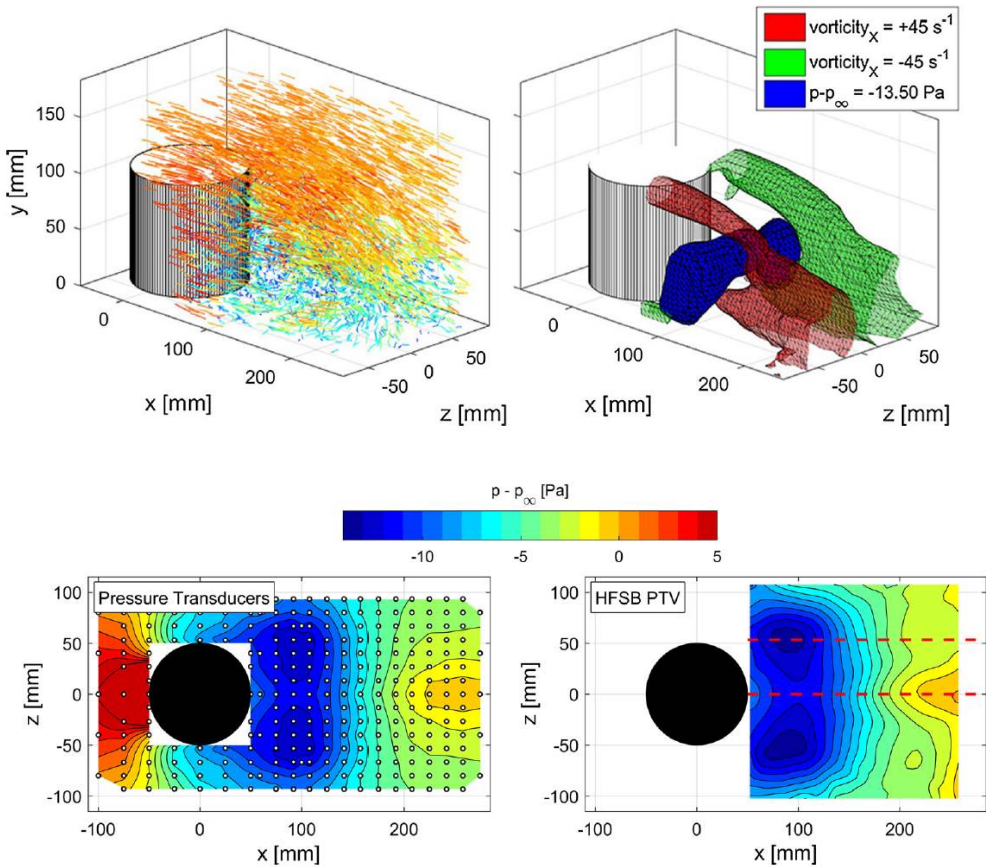 vorticity_X = +45 s^-1
vorticity_X = -45 s^-1
p-p_∞ = -13.50 Pa
150
100
50
0
y [mm]
0
100
200
x [mm]
-50
0
50
z [mm]
0
100
200
x [mm]
-50
0
50
z [mm]
p - p_∞ [Pa]
-10
-5
0
5
Pressure Transducers
100
50
0
-50
-100
z [mm]
-100
0
100
200
x [mm]
HFSB PTV
100
50
0
-50
-100
z [mm]
-100
0
100
200
x [mm]